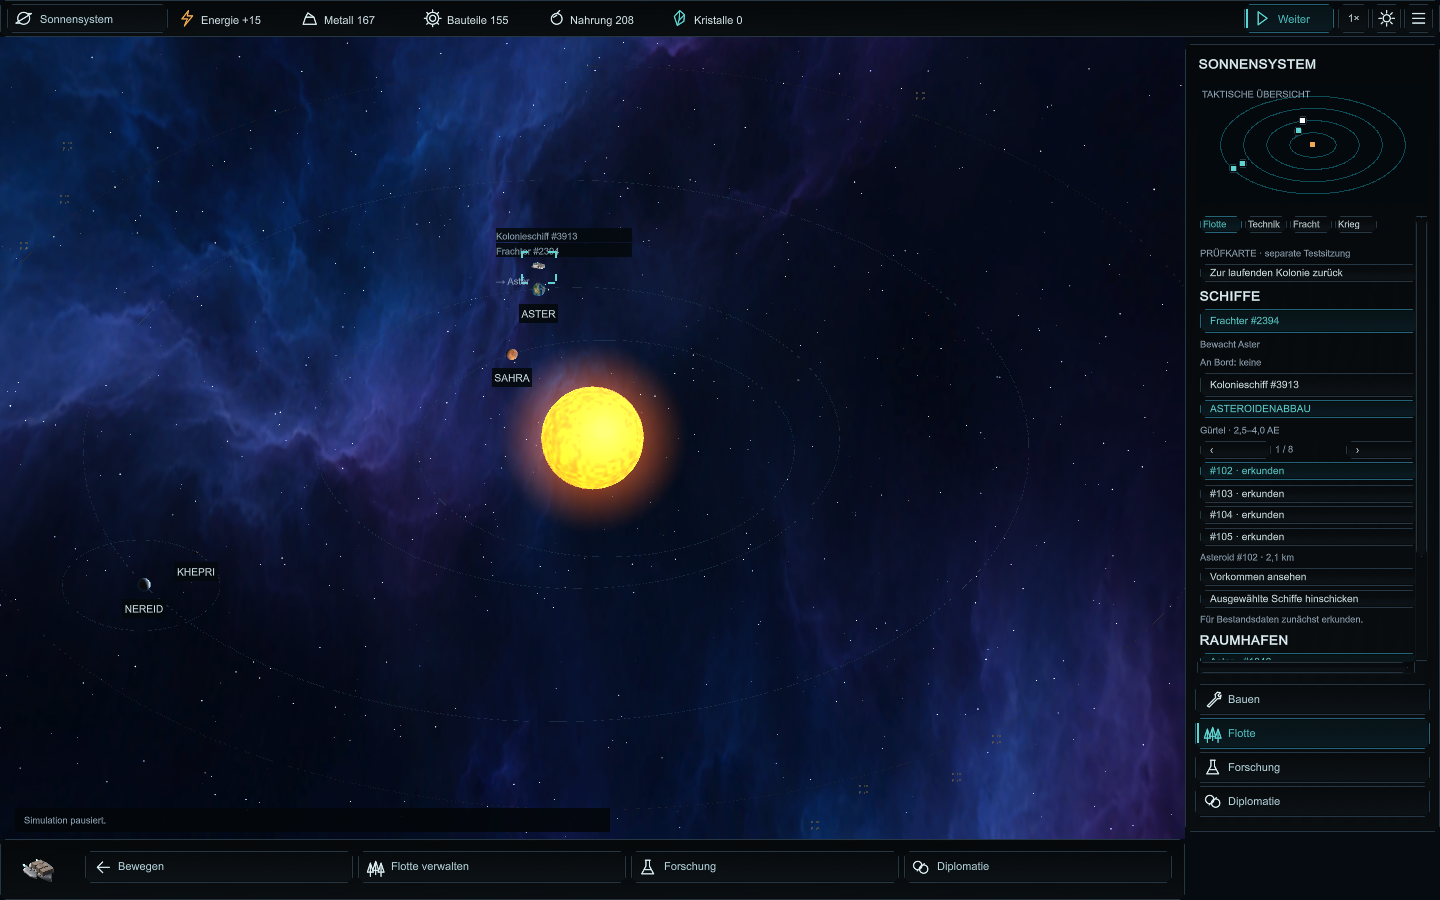 Sonnensystem
Energie +15
Metall 167
Bauteile 155
Nahrung 208
Kristalle 0
Weiter
1×
SONNENSYSTEM
TAKTISCHE ÜBERSICHT
Flotte
Technik
Fracht
Krieg
PRÜFKARTE · separate Testsitzung
Zur laufenden Kolonie zurück
SCHIFFE
Frachter #2394
Bewacht Aster
An Bord: keine
Kolonieschiff #3913
ASTEROIDENABBAU
Gürtel · 2,5–4,0 AE
‹ 1 / 8 ›
#102 · erkunden
#103 · erkunden
#104 · erkunden
#105 · erkunden
Asteroid #102 · 2,1 km
Vorkommen ansehen
Ausgewählte Schiffe hinschicken
Für Bestandsdaten zunächst erkunden.
RAUMHAFEN
Bauen
Flotte
Forschung
Diplomatie
Kolonieschiff #3913
Frachter #2394
→ Aster
ASTER
SAHRA
KHEPRI
NEREID
Simulation pausiert.
Bewegen
Flotte verwalten
Forschung
Diplomatie